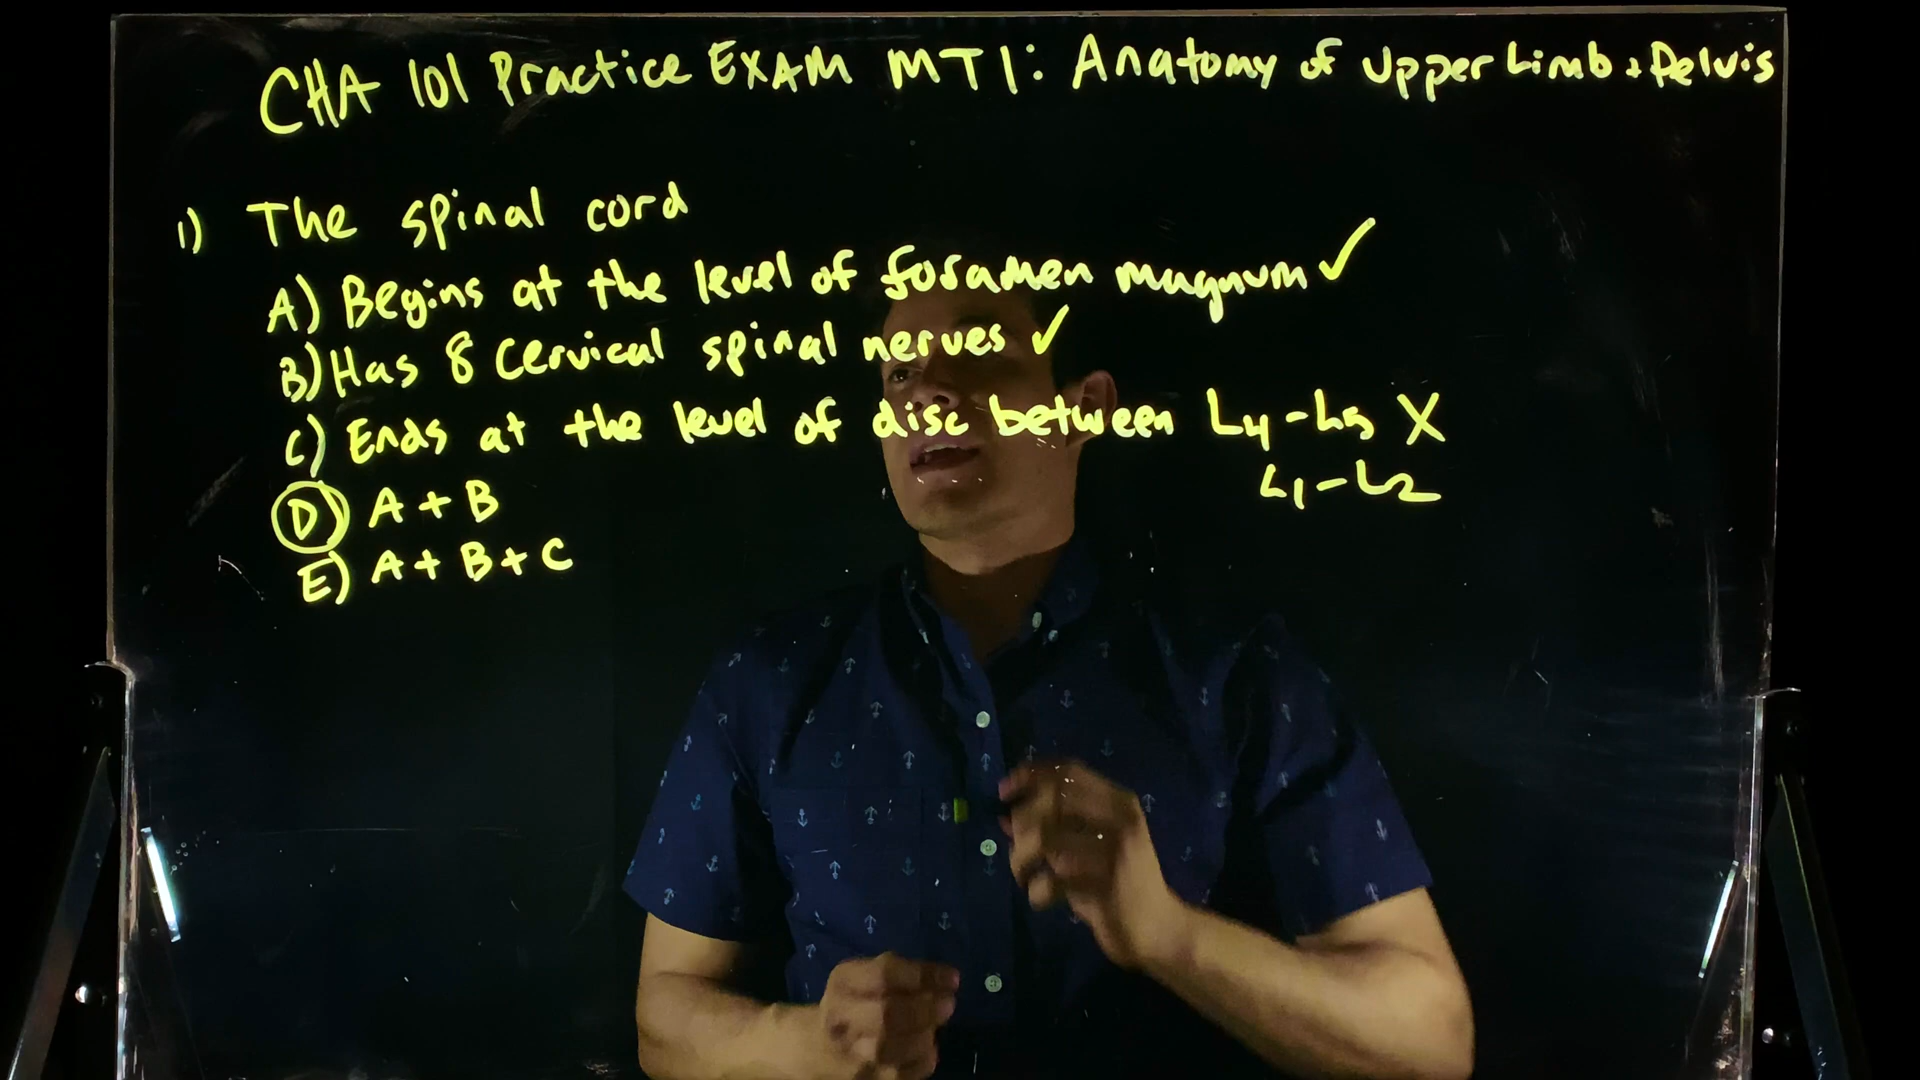 CHA 101 Practice EXAM MT1: Anatomy of Upper Limb + Pelvis
1) The spinal cord
A) Begins at the level of foramen magnum ✓
B) Has 8 cervical spinal nerves ✓
C) Ends at the level of disc between L4-L5 X
L1-L2
D) A + B
E) A + B + C